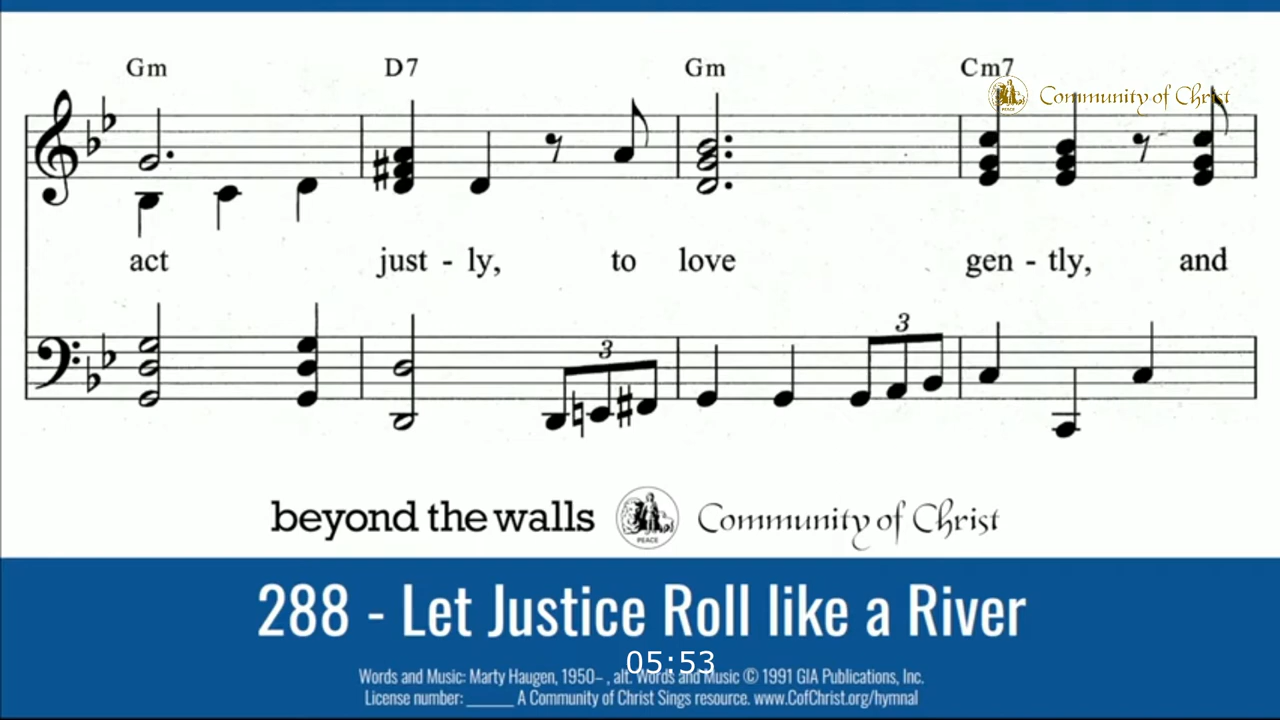 Gm D7 Gm Cm7
Community of Christ
act just - ly, to love gen - tly, and
3
3
beyond the walls PEACE Community of Christ
288 - Let Justice Roll like a River
05:53
Words and Music: Marty Haugen, 1950– , alt. Words and Music © 1991 GIA Publications, Inc.
License number: ______ A Community of Christ Sings resource. www.CofChrist.org/hymnal